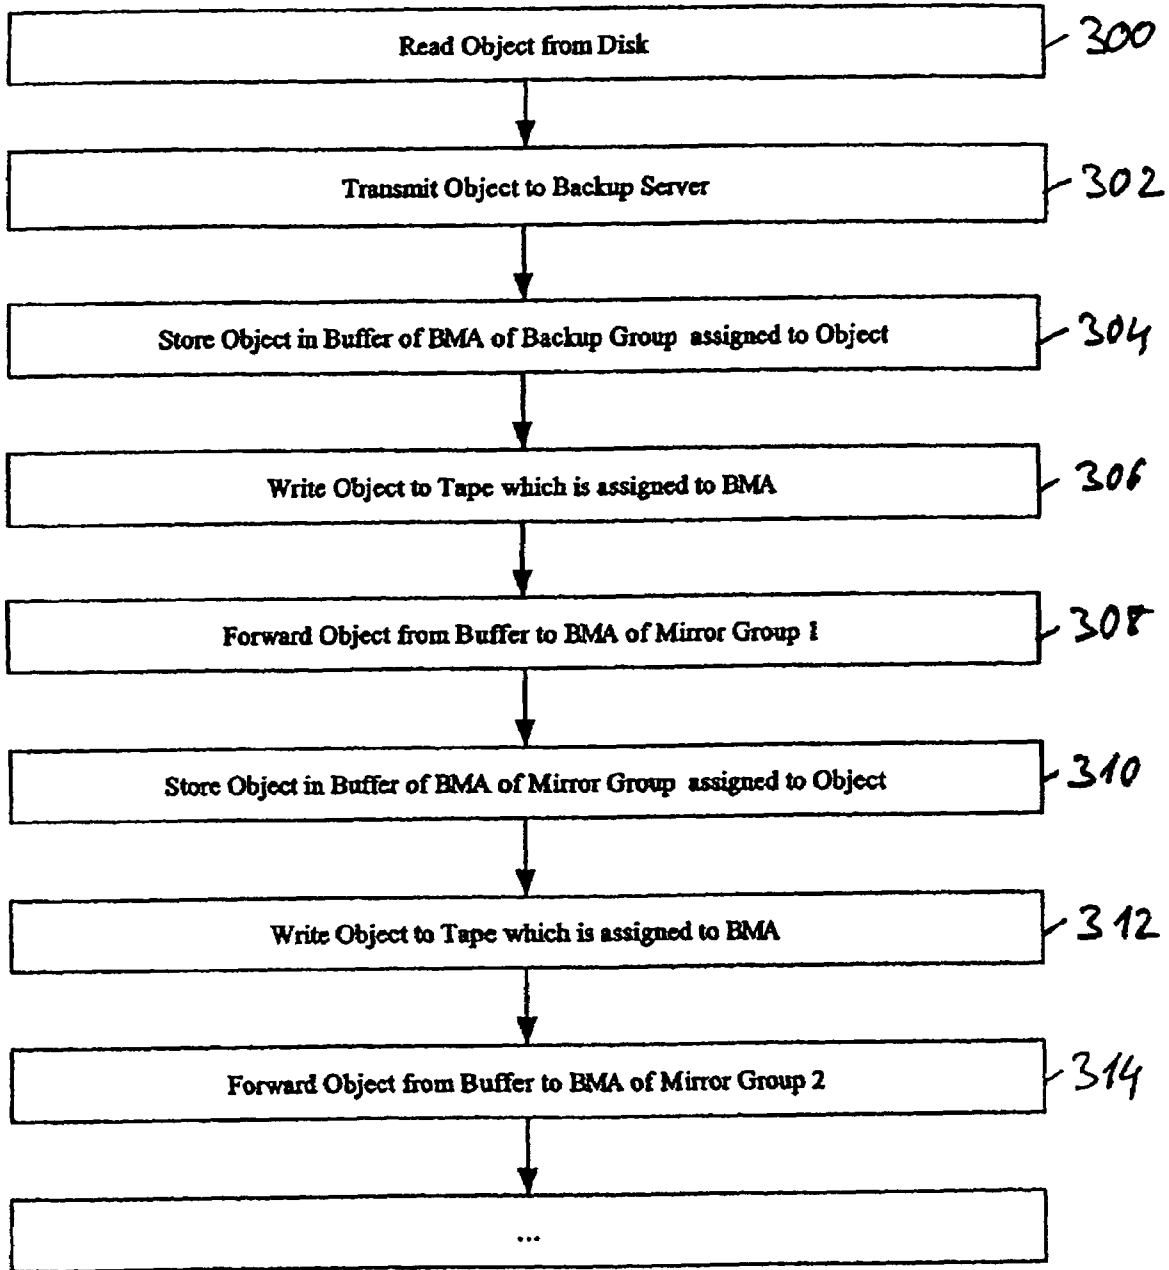 Read Object from Disk 300
Transmit Object to Backup Server 302
Store Object in Buffer of BMA of Backup Group assigned to Object 304
Write Object to Tape which is assigned to BMA 306
Forward Object from Buffer to BMA of Mirror Group 1 308
Store Object in Buffer of BMA of Mirror Group assigned to Object 310
Write Object to Tape which is assigned to BMA 312
Forward Object from Buffer to BMA of Mirror Group 2 314
...